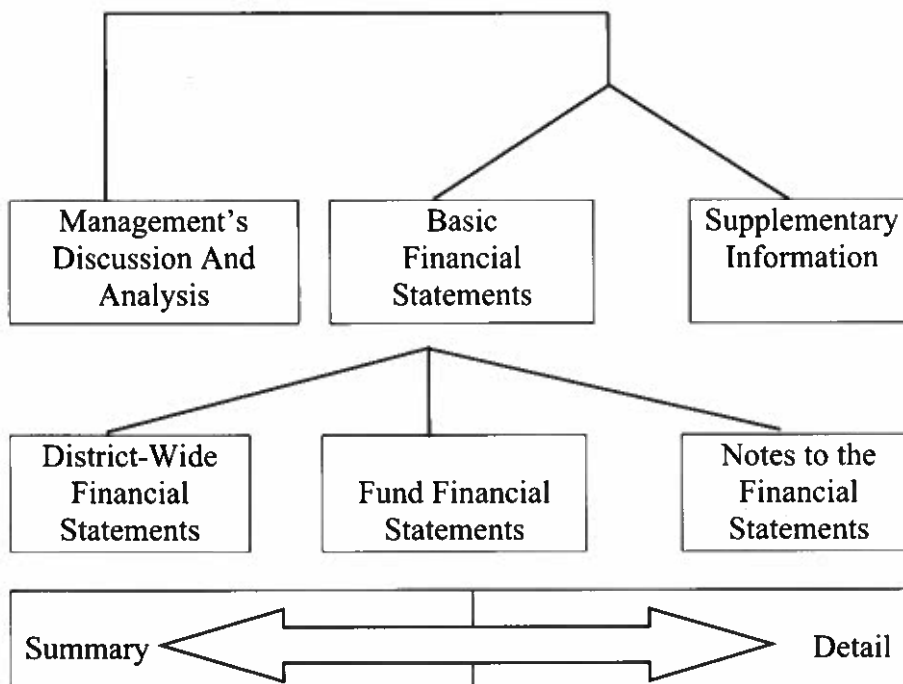 Management's
Discussion And
Analysis
Basic
Financial
Statements
Supplementary
Information
District-Wide
Financial
Statements
Fund Financial
Statements
Notes to the
Financial
Statements
Summary
Detail